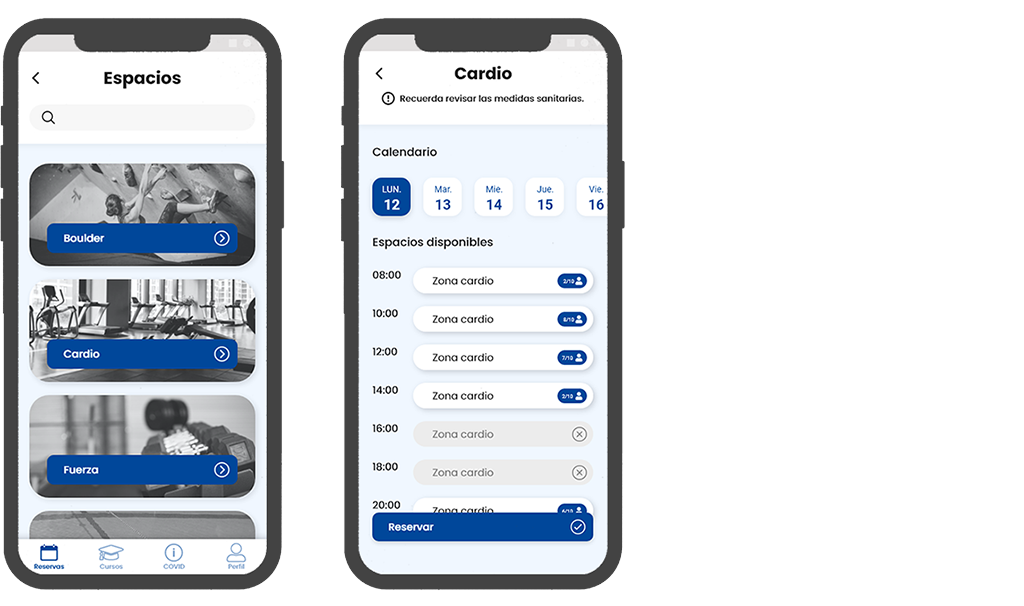 Espacios
Boulder
Cardio
Fuerza
Reservas
Cursos
COVID
Perfil
Cardio
Recuerda revisar las medidas sanitarias.
Calendario
LUN. Mar. Mie. Jue. Vie.
12 13 14 15 16
Espacios disponibles
08:00 Zona cardio 2/10
10:00 Zona cardio 8/10
12:00 Zona cardio 7/10
14:00 Zona cardio 2/10
16:00 Zona cardio
18:00 Zona cardio
20:00 Zona cardio 6/10
Reservar